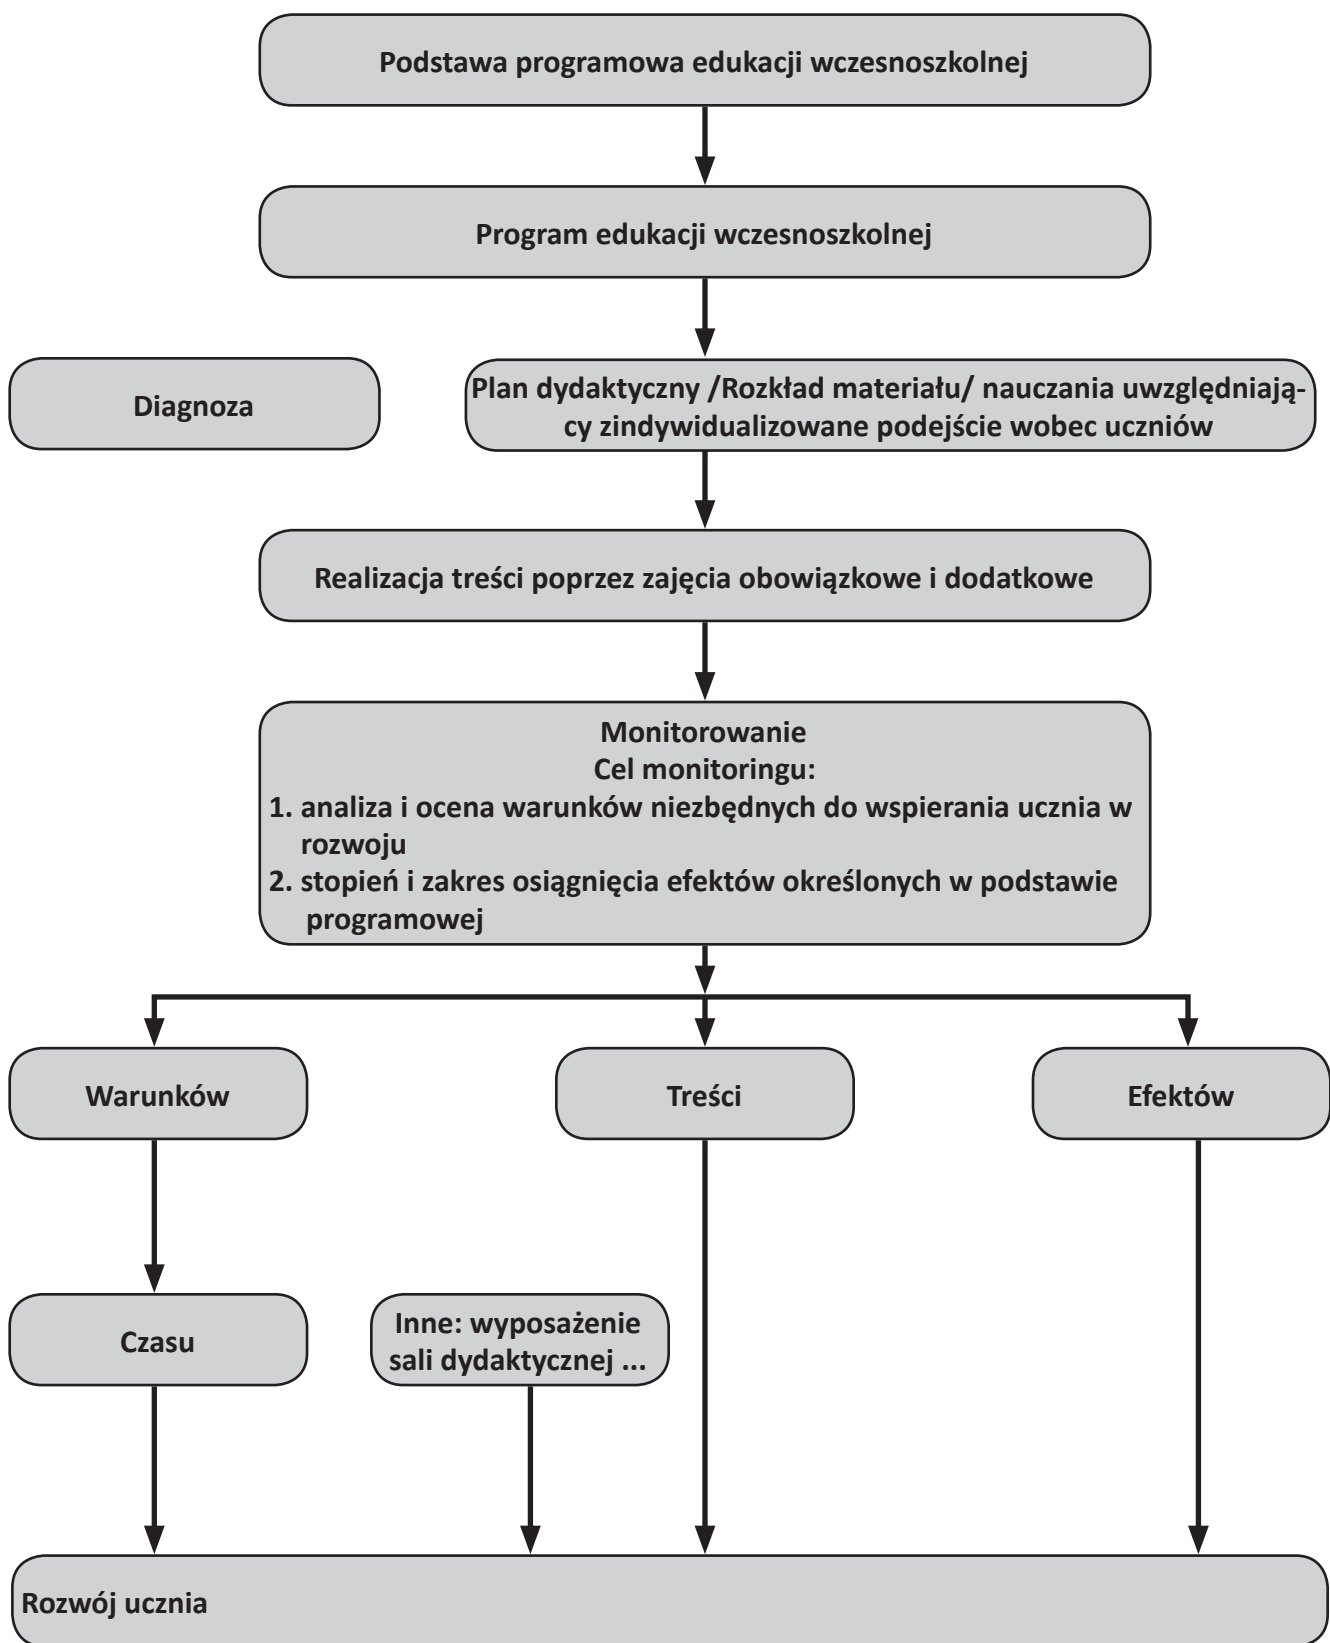 Podstawa programowa edukacji wczesnoszkolnej
Program edukacji wczesnoszkolnej
Diagnoza
Plan dydaktyczny /Rozkład materiału/ nauczania uwzględniają-
cy zindywidualizowane podejście wobec uczniów
Realizacja treści poprzez zajęcia obowiązkowe i dodatkowe
Monitorowanie
Cel monitoringu:
1. analiza i ocena warunków niezbędnych do wspierania ucznia w
rozwoju
2. stopień i zakres osiągnięcia efektów określonych w podstawie
programowej
Warunków
Treści
Efektów
Czasu
Inne: wyposażenie
sali dydaktycznej ...
Rozwój ucznia